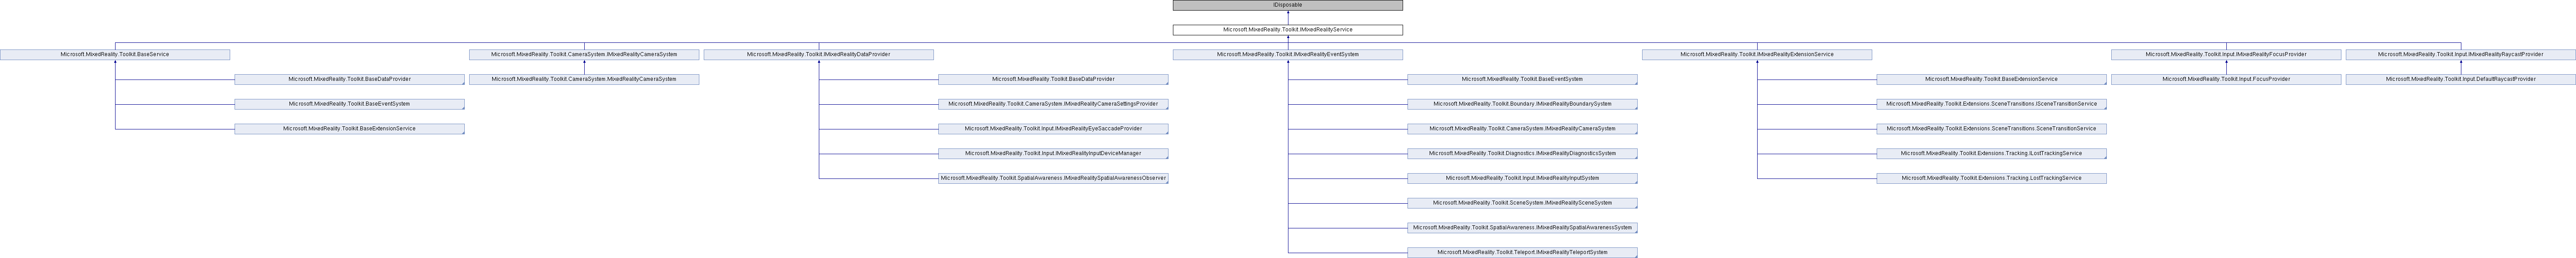 IDisposable
Microsoft.MixedReality.Toolkit.IMixedRealityService
Microsoft.MixedReality.Toolkit.BaseService
Microsoft.MixedReality.Toolkit.CameraSystem.IMixedRealityCameraSystem
Microsoft.MixedReality.Toolkit.IMixedRealityDataProvider
Microsoft.MixedReality.Toolkit.IMixedRealityEventSystem
Microsoft.MixedReality.Toolkit.IMixedRealityExtensionService
Microsoft.MixedReality.Toolkit.Input.IMixedRealityFocusProvider
Microsoft.MixedReality.Toolkit.Input.IMixedRealityRaycastProvider
Microsoft.MixedReality.Toolkit.BaseDataProvider
Microsoft.MixedReality.Toolkit.CameraSystem.MixedRealityCameraSystem
Microsoft.MixedReality.Toolkit.BaseDataProvider
Microsoft.MixedReality.Toolkit.BaseEventSystem
Microsoft.MixedReality.Toolkit.BaseExtensionService
Microsoft.MixedReality.Toolkit.Input.FocusProvider
Microsoft.MixedReality.Toolkit.Input.DefaultRaycastProvider
Microsoft.MixedReality.Toolkit.BaseEventSystem
Microsoft.MixedReality.Toolkit.CameraSystem.IMixedRealityCameraSettingsProvider
Microsoft.MixedReality.Toolkit.Boundary.IMixedRealityBoundarySystem
Microsoft.MixedReality.Toolkit.Extensions.SceneTransitions.ISceneTransitionService
Microsoft.MixedReality.Toolkit.BaseExtensionService
Microsoft.MixedReality.Toolkit.Input.IMixedRealityEyeSaccadeProvider
Microsoft.MixedReality.Toolkit.CameraSystem.IMixedRealityCameraSystem
Microsoft.MixedReality.Toolkit.Extensions.SceneTransitions.SceneTransitionService
Microsoft.MixedReality.Toolkit.Input.IMixedRealityInputDeviceManager
Microsoft.MixedReality.Toolkit.Diagnostics.IMixedRealityDiagnosticsSystem
Microsoft.MixedReality.Toolkit.Extensions.Tracking.ILostTrackingService
Microsoft.MixedReality.Toolkit.SpatialAwareness.IMixedRealitySpatialAwarenessObserver
Microsoft.MixedReality.Toolkit.Input.IMixedRealityInputSystem
Microsoft.MixedReality.Toolkit.Extensions.Tracking.LostTrackingService
Microsoft.MixedReality.Toolkit.SceneSystem.IMixedRealitySceneSystem
Microsoft.MixedReality.Toolkit.SpatialAwareness.IMixedRealitySpatialAwarenessSystem
Microsoft.MixedReality.Toolkit.Teleport.IMixedRealityTeleportSystem